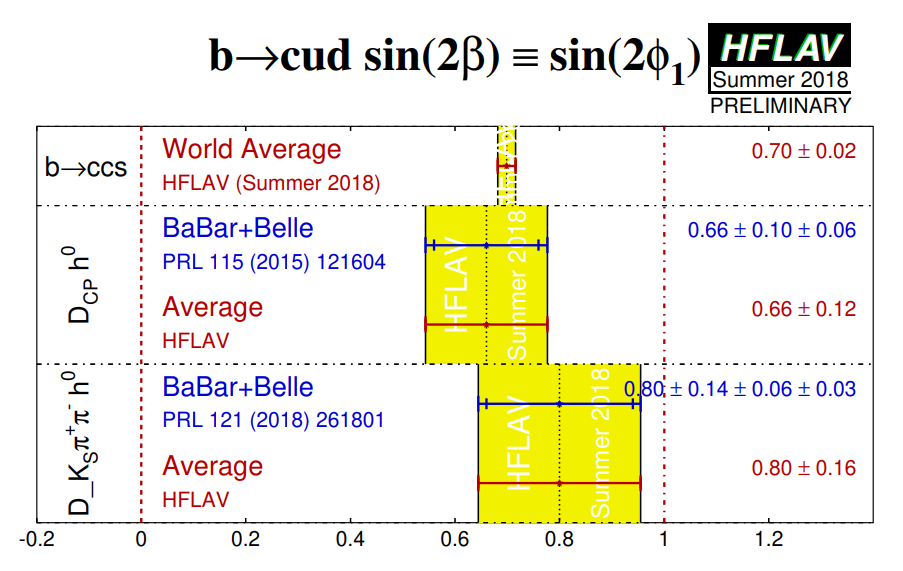 b→cud sin(2β) ≡ sin(2ϕ₁)
HFLAV
Summer 2018
PRELIMINARY
b→ccs
World Average
HFLAV (Summer 2018)
0.70 ± 0.02
D_CP h⁰
BaBar+Belle
PRL 115 (2015) 121604
0.66 ± 0.10 ± 0.06
Average
HFLAV
0.66 ± 0.12
HFLAV
Summer 2018
D_K_Sπ⁺π⁻ h⁰
BaBar+Belle
PRL 121 (2018) 261801
0.80 ± 0.14 ± 0.06 ± 0.03
Average
HFLAV
0.80 ± 0.16
HFLAV
Summer 2018
-0.2 0 0.2 0.4 0.6 0.8 1 1.2